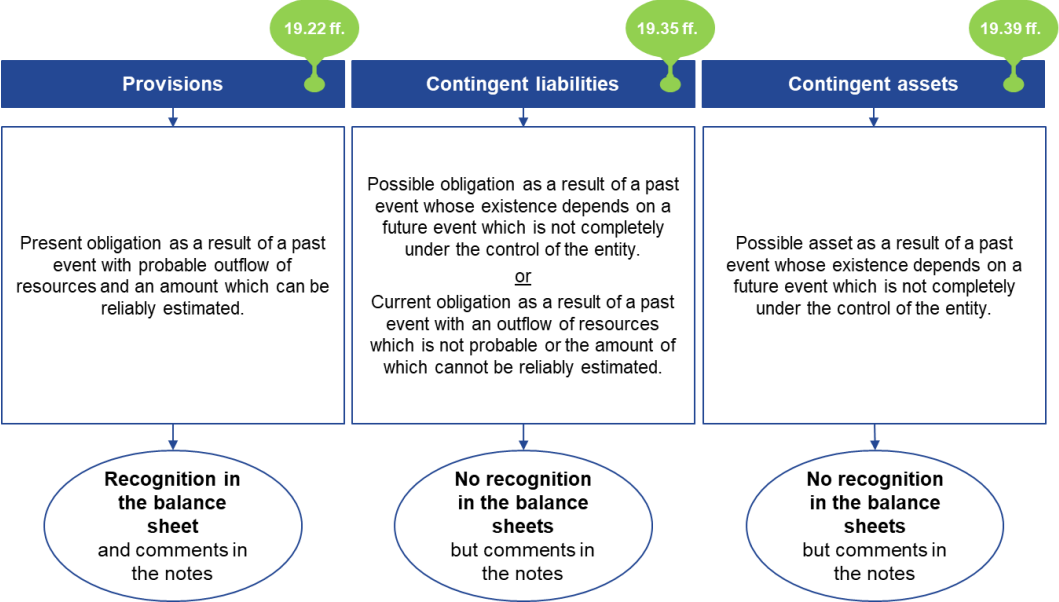 19.22 ff.
19.35 ff.
19.39 ff.
Provisions
Contingent liabilities
Contingent assets
Present obligation as a result of a past
event with probable outflow of
resources and an amount which can be
reliably estimated.
Possible obligation as a result of a past
event whose existence depends on a
future event which is not completely
under the control of the entity.
or
Current obligation as a result of a past
event with an outflow of resources
which is not probable or the amount of
which cannot be reliably estimated.
Possible asset as a result of a past
event whose existence depends on a
future event which is not completely
under the control of the entity.
Recognition in
the balance
sheet
and comments in
the notes
No recognition
in the balance
sheets
but comments in
the notes
No recognition
in the balance
sheets
but comments in
the notes